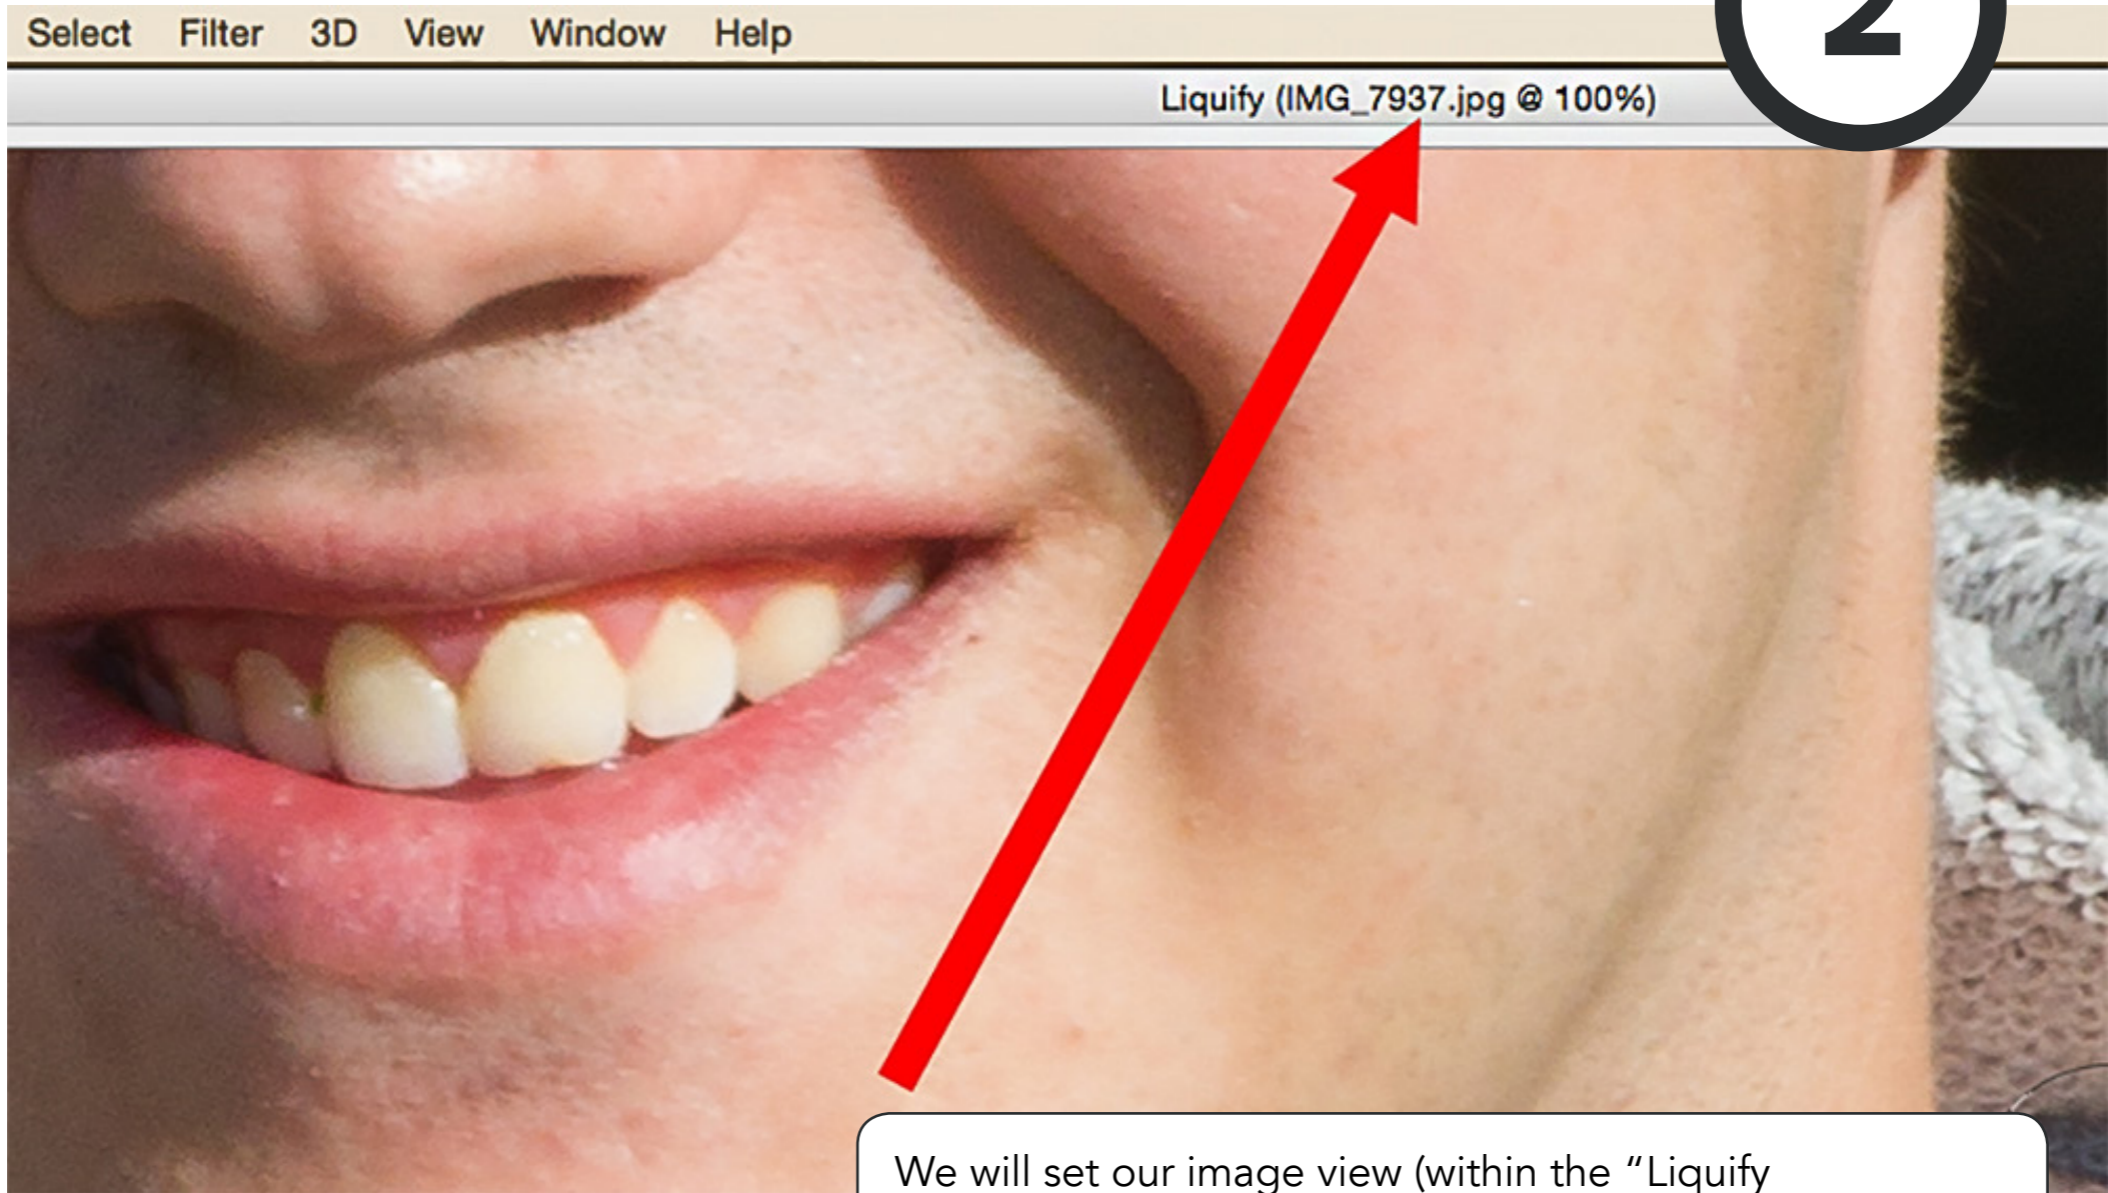 Select Filter 3D View Window Help
2
Liquify (IMG_7937.jpg @ 100%)
We will set our image view (within the “Liquify